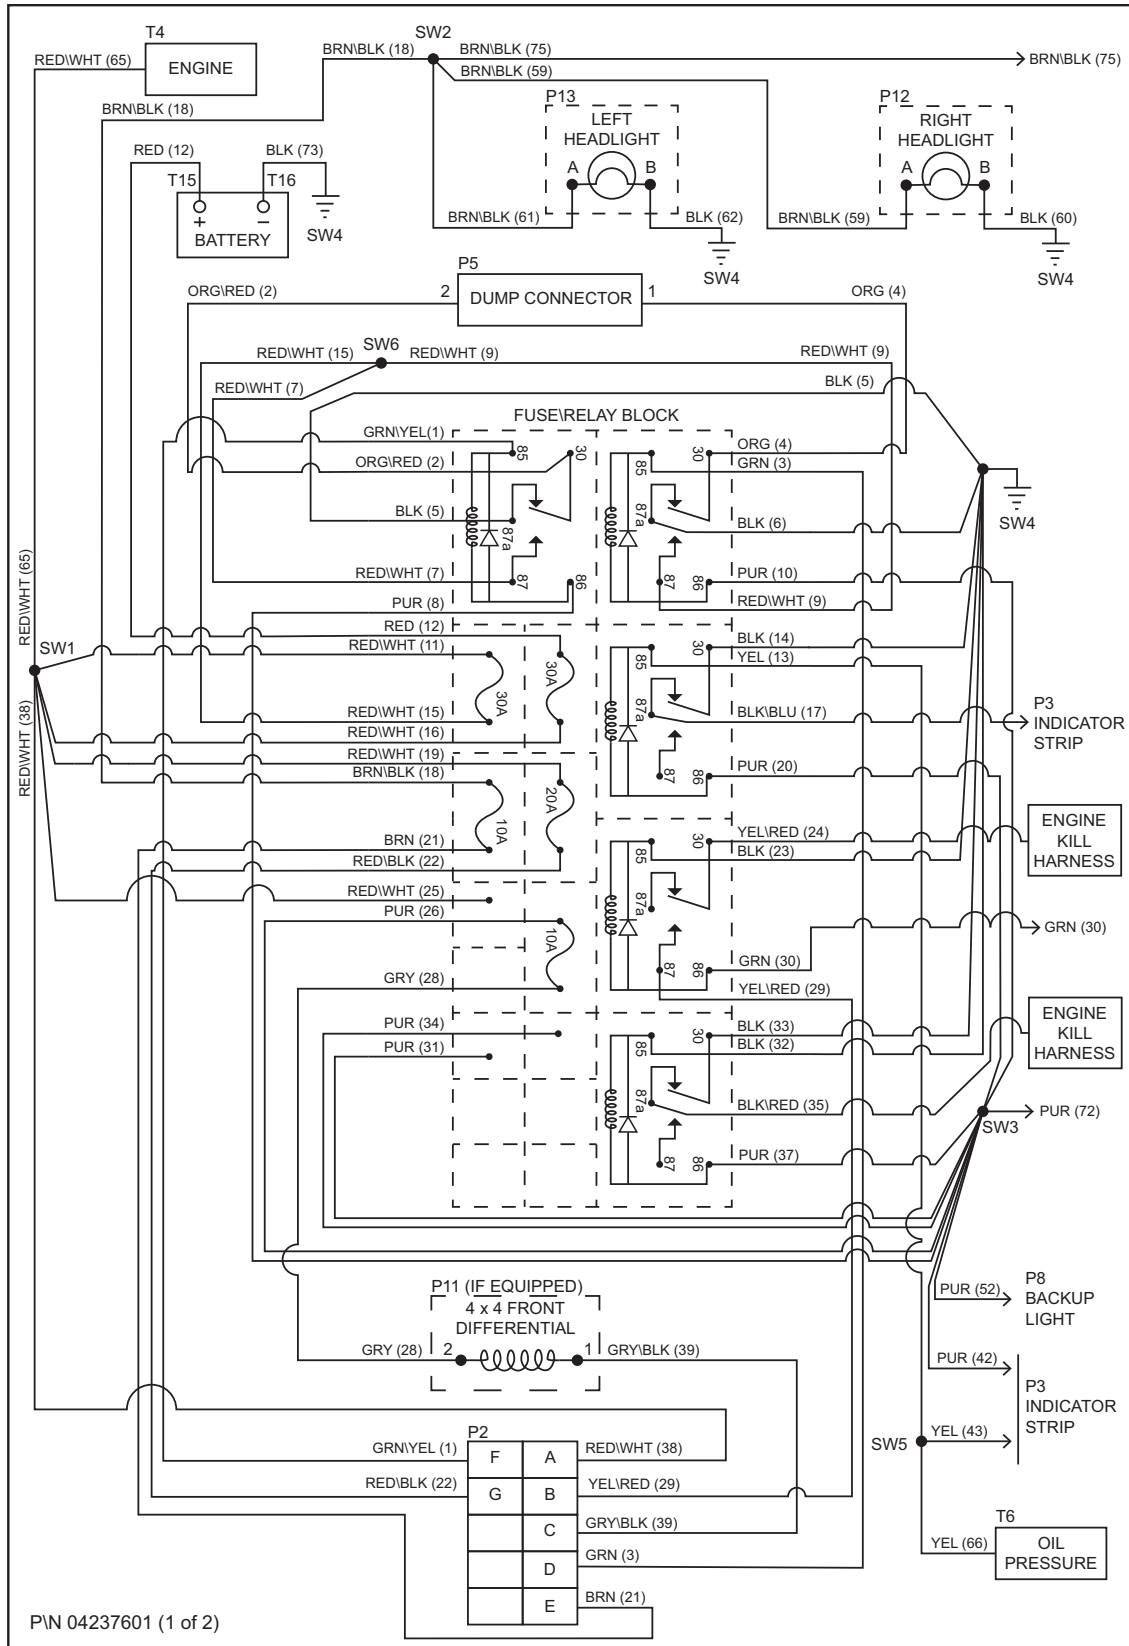 T4
RED\WHT (65)
ENGINE
BRN\BLK (18)
SW2
BRN\BLK (75)
BRN\BLK (75)
BRN\BLK (59)
BRN\BLK (18)
P13
LEFT
HEADLIGHT
A
B
P12
RIGHT
HEADLIGHT
A
B
RED (12)
BLK (73)
T15
T16
+
–
BATTERY
SW4
BRN\BLK (61)
BLK (62)
SW4
BRN\BLK (59)
BLK (60)
SW4
P5
ORG\RED (2)
2
DUMP CONNECTOR
1
ORG (4)
SW6
RED\WHT (15)
RED\WHT (9)
RED\WHT (9)
RED\WHT (7)
BLK (5)
FUSE\RELAY BLOCK
GRN\YEL(1)
85
30
ORG\RED (2)
BLK (5)
87a
RED\WHT (7)
87
86
PUR (8)
ORG (4)
GRN (3)
85
30
87a
BLK (6)
87
86
PUR (10)
RED\WHT (9)
SW4
RED\WHT (65)
SW1
RED\WHT (38)
RED (12)
RED\WHT (11)
30A
30A
RED\WHT (15)
RED\WHT (16)
BLK (14)
YEL (13)
85
30
87a
BLK\BLU (17)
87
86
PUR (20)
P3
INDICATOR
STRIP
RED\WHT (19)
BRN\BLK (18)
20A
10A
BRN (21)
RED\BLK (22)
YEL\RED (24)
BLK (23)
85
30
87a
87
86
GRN (30)
YEL\RED (29)
ENGINE
KILL
HARNESS
GRN (30)
RED\WHT (25)
PUR (26)
10A
GRY (28)
PUR (34)
PUR (31)
BLK (33)
BLK (32)
85
30
87a
BLK\RED (35)
87
86
PUR (37)
ENGINE
KILL
HARNESS
PUR (72)
SW3
P11 (IF EQUIPPED)
4 x 4 FRONT
DIFFERENTIAL
GRY (28)
2
1
GRY\BLK (39)
PUR (52)
P8
BACKUP
LIGHT
PUR (42)
P3
INDICATOR
STRIP
SW5
YEL (43)
P2
GRN\YEL (1)
F
A
RED\WHT (38)
RED\BLK (22)
G
B
YEL\RED (29)
C
GRY\BLK (39)
D
GRN (3)
E
BRN (21)
T6
YEL (66)
OIL
PRESSURE
P\N 04237601 (1 of 2)